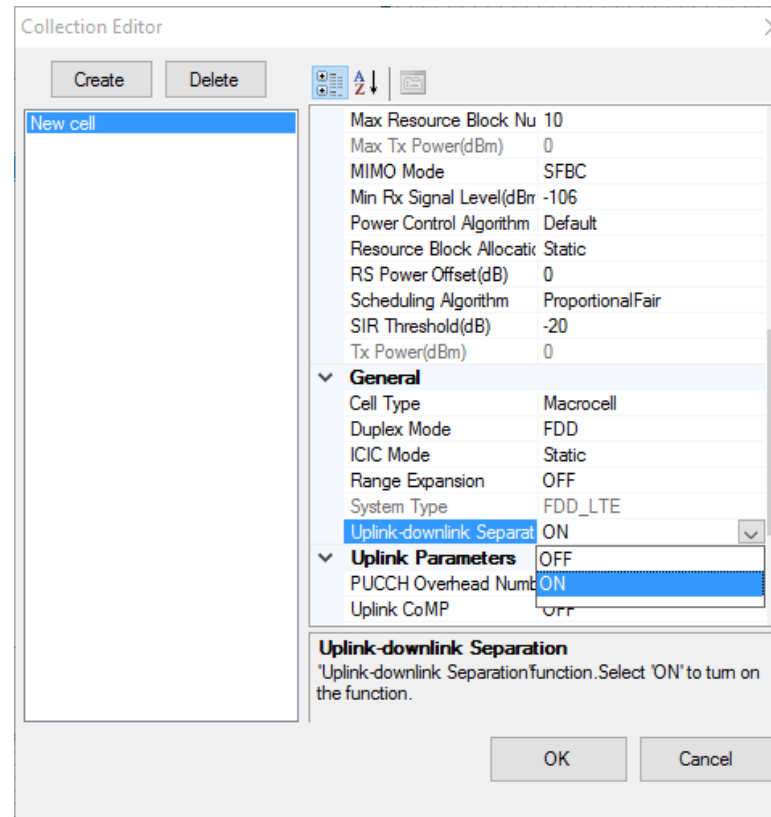 Collection Editor
Create Delete
New cell
Max Resource Block Nu 10
Max Tx Power(dBm) 0
MIMO Mode SFBC
Min Rx Signal Level(dBm -106
Power Control Algorithm Default
Resource Block Allocatic Static
RS Power Offset(dB) 0
Scheduling Algorithm ProportionalFair
SIR Threshold(dB) -20
Tx Power(dBm) 0
General
Cell Type Macrocell
Duplex Mode FDD
ICIC Mode Static
Range Expansion OFF
System Type FDD_LTE
Uplink-downlink Separat ON
Uplink Parameters OFF
PUCCH Overhead Numb ON
Uplink CoMP OFF
Uplink-downlink Separation
'Uplink-downlink Separation'function.Select 'ON' to turn on
the function.
OK Cancel